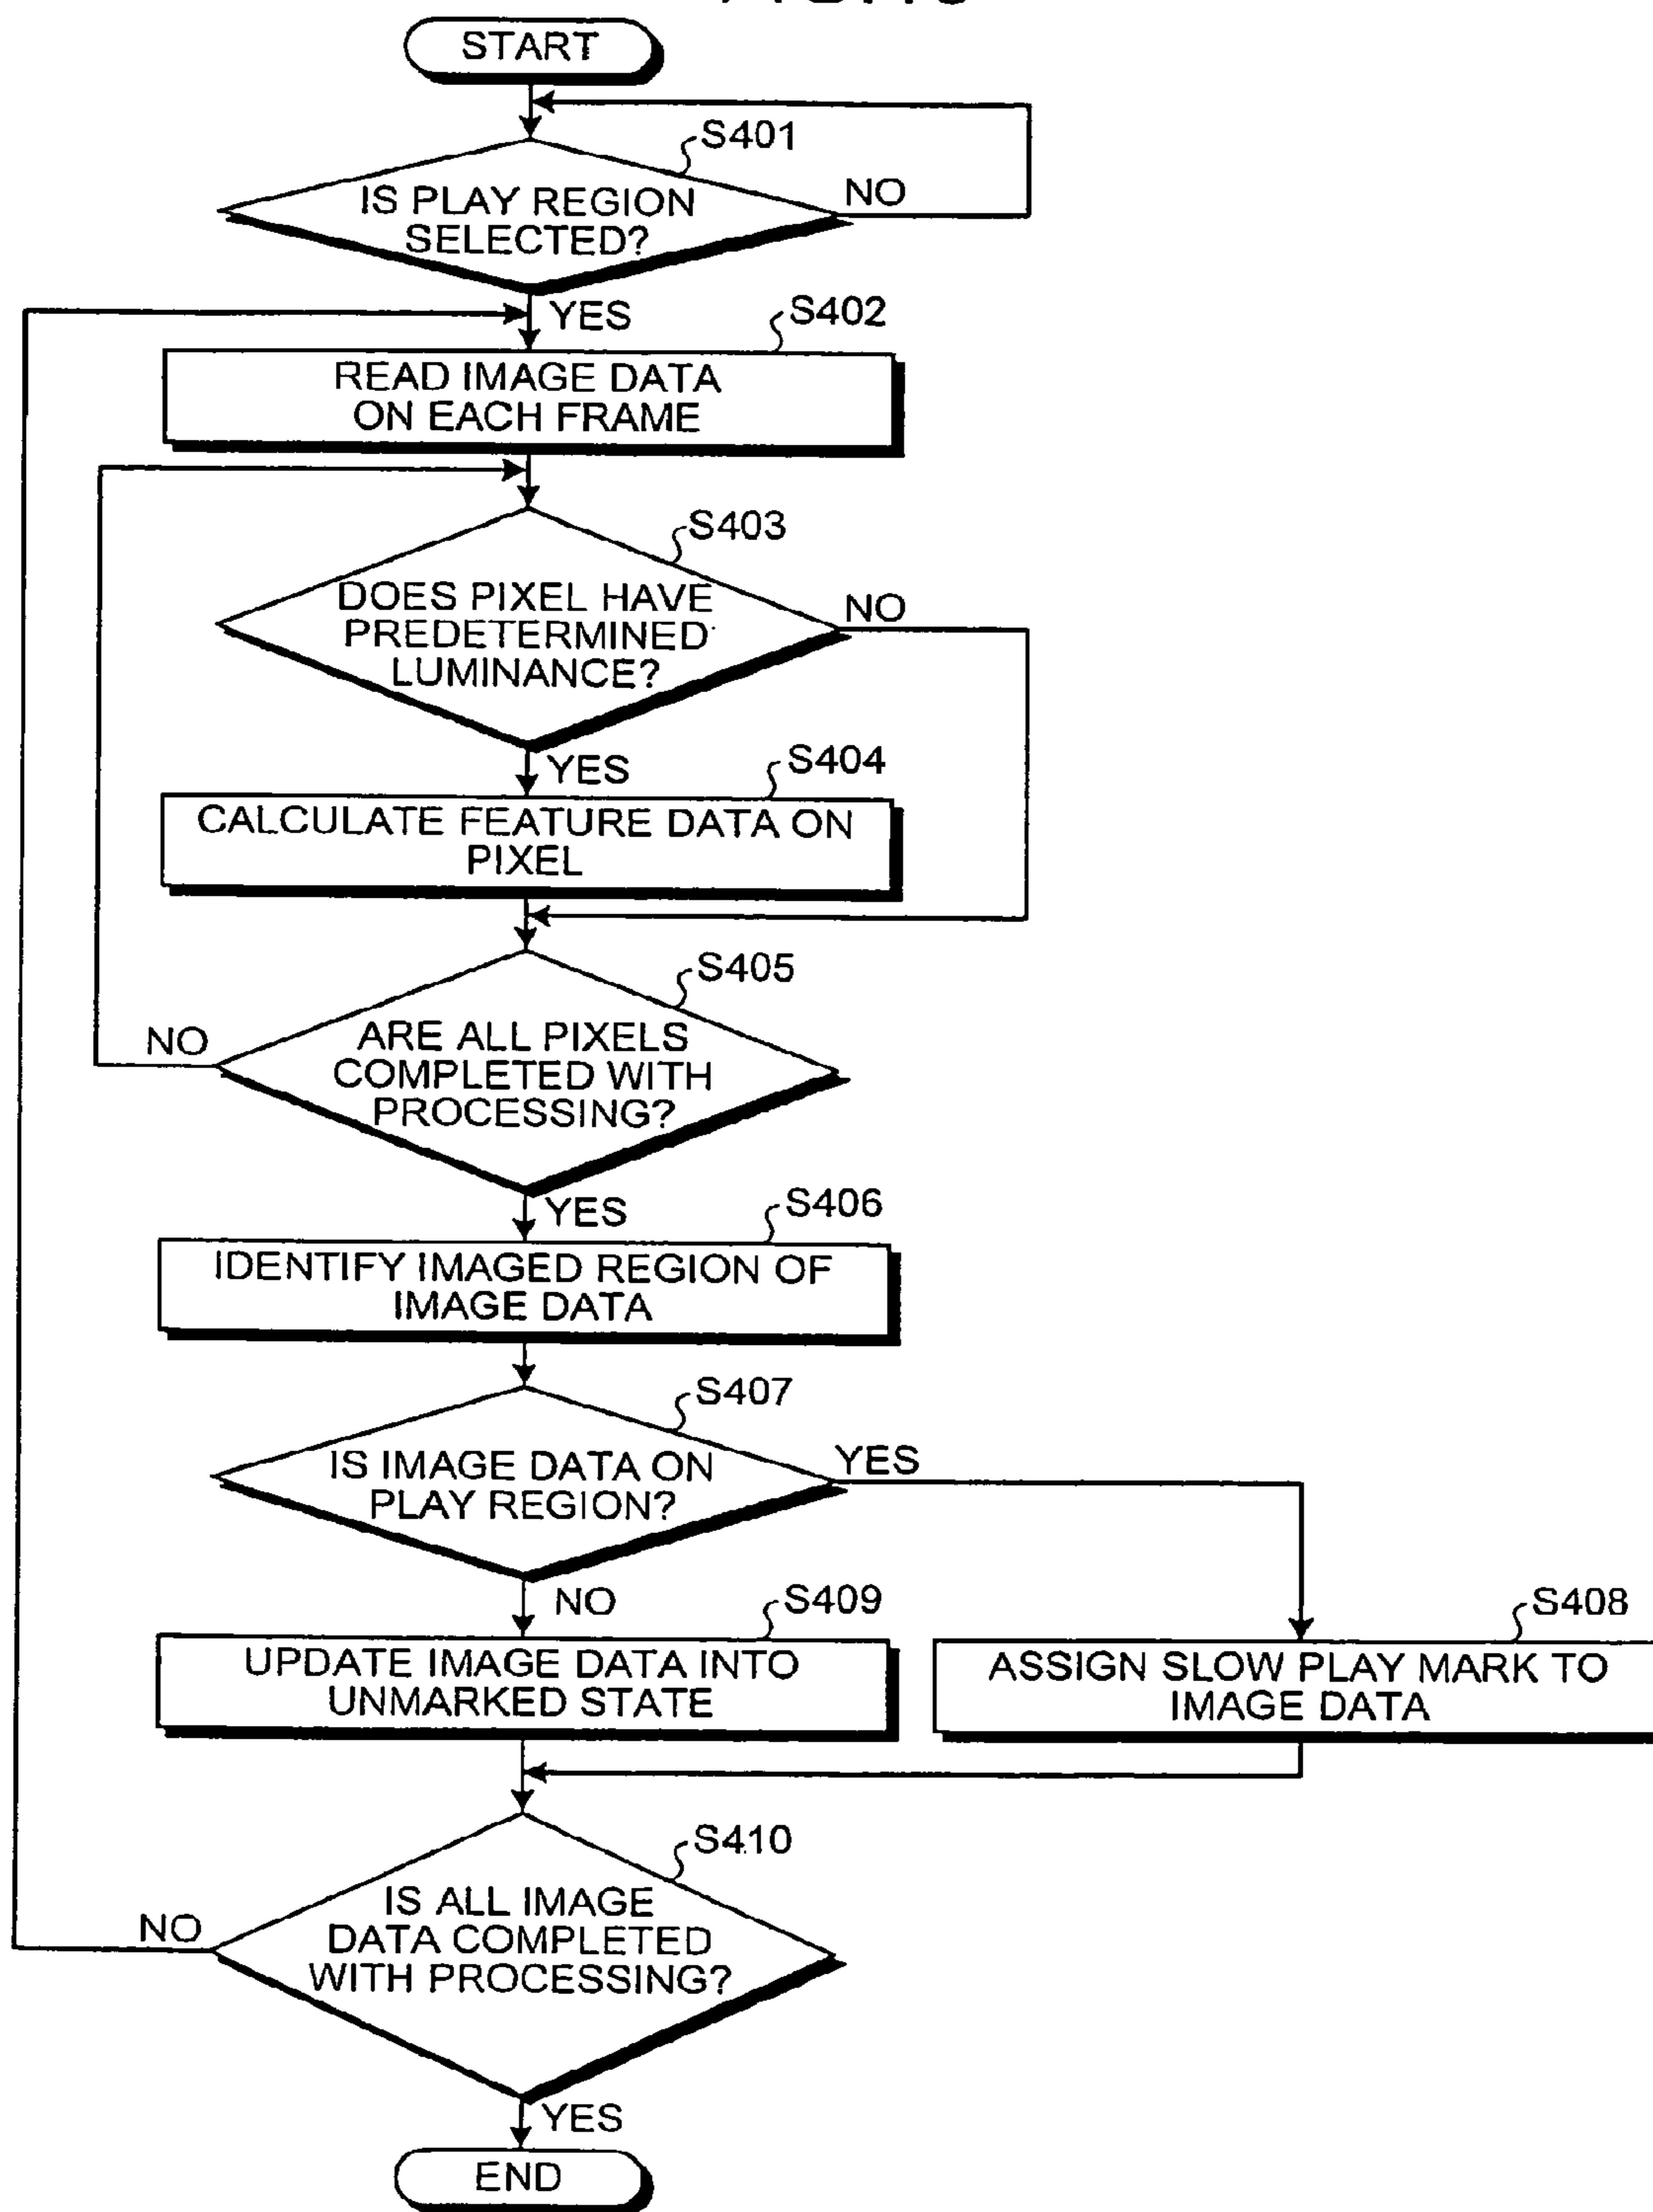 START
S401
IS PLAY REGION
SELECTED?
NO
YES
S402
READ IMAGE DATA
ON EACH FRAME
S403
DOES PIXEL HAVE
PREDETERMINED
LUMINANCE?
NO
YES
S404
CALCULATE FEATURE DATA ON
PIXEL
S405
ARE ALL PIXELS
COMPLETED WITH
PROCESSING?
NO
YES
S406
IDENTIFY IMAGED REGION OF
IMAGE DATA
S407
IS IMAGE DATA ON
PLAY REGION?
YES
NO
S409
UPDATE IMAGE DATA INTO
UNMARKED STATE
S408
ASSIGN SLOW PLAY MARK TO
IMAGE DATA
S410
IS ALL IMAGE
DATA COMPLETED
WITH PROCESSING?
NO
YES
END